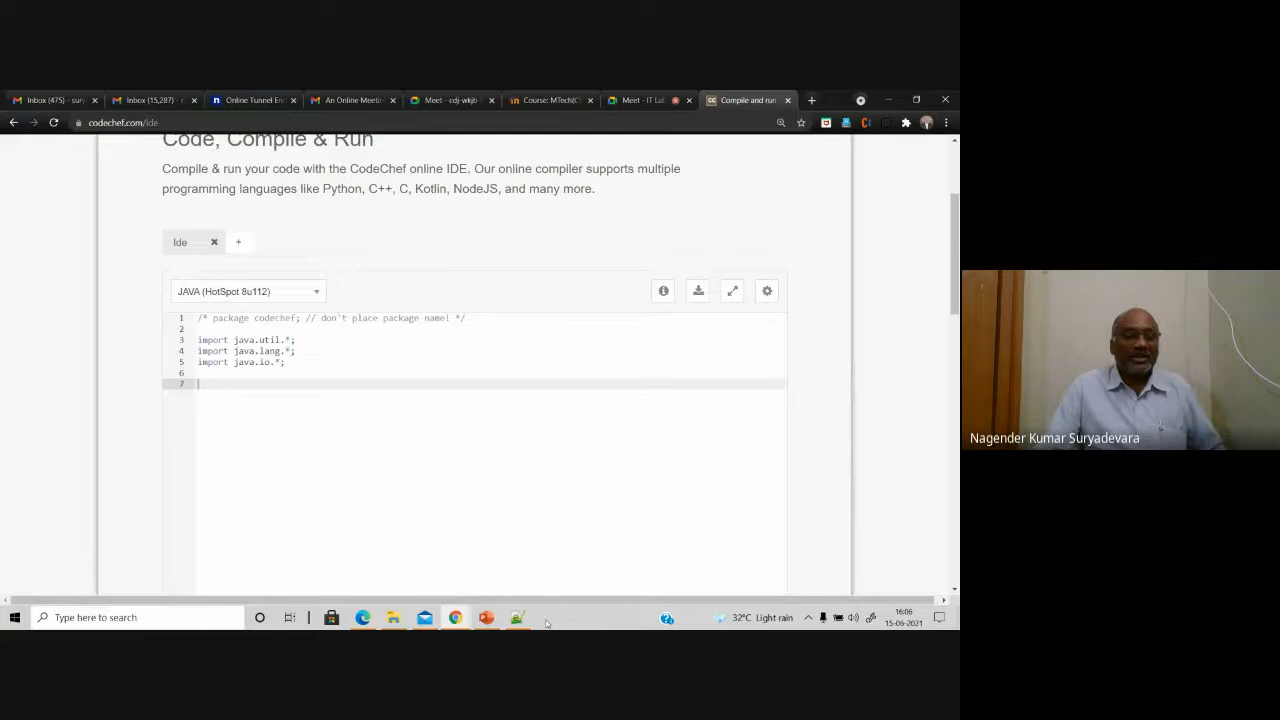 Inbox (475) - sury
Inbox (15,287) -
Online Tunnel En
An Online Meetin
Meet - cdj-wkjb-
Course: MTech(C
Meet - IT Lab
CC Compile and run
codechef.com/ide
Code, Compile & Run
Compile & run your code with the CodeChef online IDE. Our online compiler supports multiple
programming languages like Python, C++, C, Kotlin, NodeJS, and many more.
Ide
JAVA (HotSpot 8u112)
1 /* package codechef; // don't place package name! */
2
3 import java.util.*;
4 import java.lang.*;
5 import java.io.*;
6
7
Nagender Kumar Suryadevara
Type here to search
32°C Light rain
16:06
15-06-2021